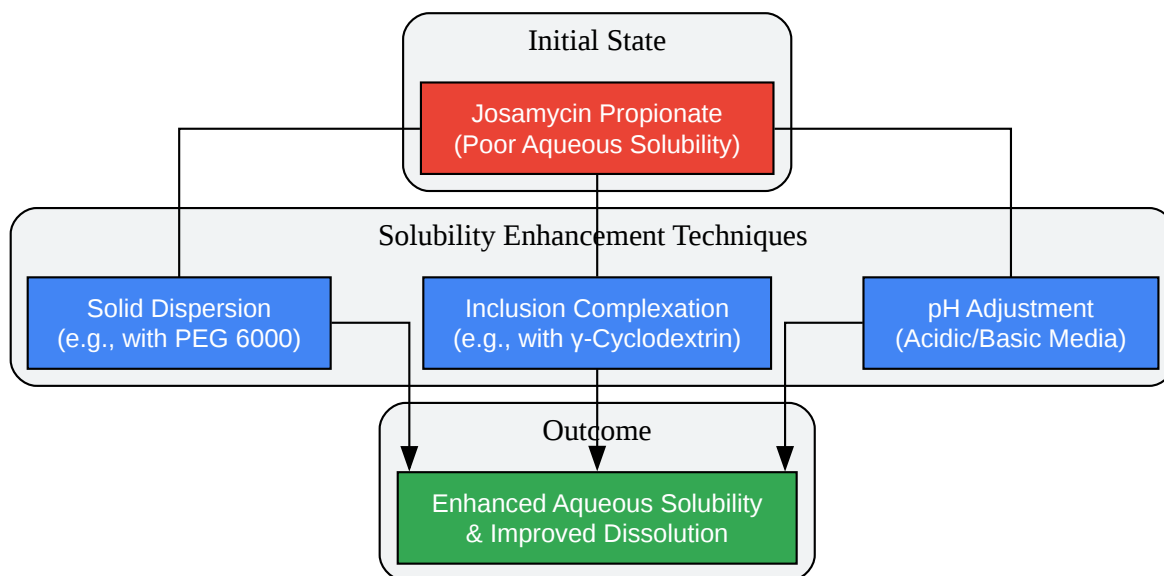 Initial State
Josamycin Propionate
(Poor Aqueous Solubility)
Solubility Enhancement Techniques
Solid Dispersion
(e.g., with PEG 6000)
Inclusion Complexation
(e.g., with γ-Cyclodextrin)
pH Adjustment
(Acidic/Basic Media)
Outcome
Enhanced Aqueous Solubility
& Improved Dissolution